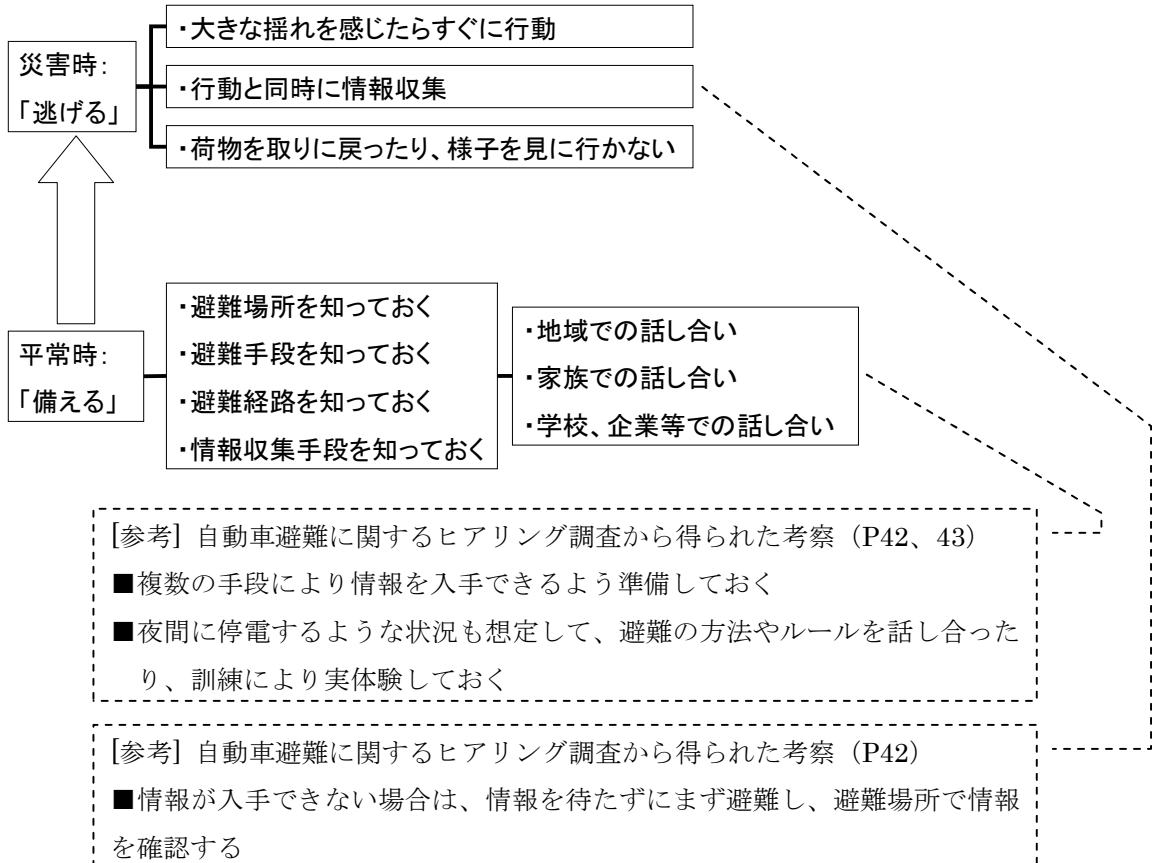 災害時:
「逃げる」
・大きな揺れを感じたらすぐに行動
・行動と同時に情報収集
・荷物を取りに戻ったり、様子を見に行かない
平常時:
「備える」
・避難場所を知っておく
・避難手段を知っておく
・避難経路を知っておく
・情報収集手段を知っておく
・地域での話し合い
・家族での話し合い
・学校、企業等での話し合い
[参考] 自動車避難に関するヒアリング調査から得られた考察（P42、43）
■複数の手段により情報を入手できるよう準備しておく
■夜間に停電するような状況も想定して、避難の方法やルールを話し合った
り、訓練により実体験しておく
[参考] 自動車避難に関するヒアリング調査から得られた考察（P42）
■情報が入手できない場合は、情報を待たずにまず避難し、避難場所で情報
を確認する